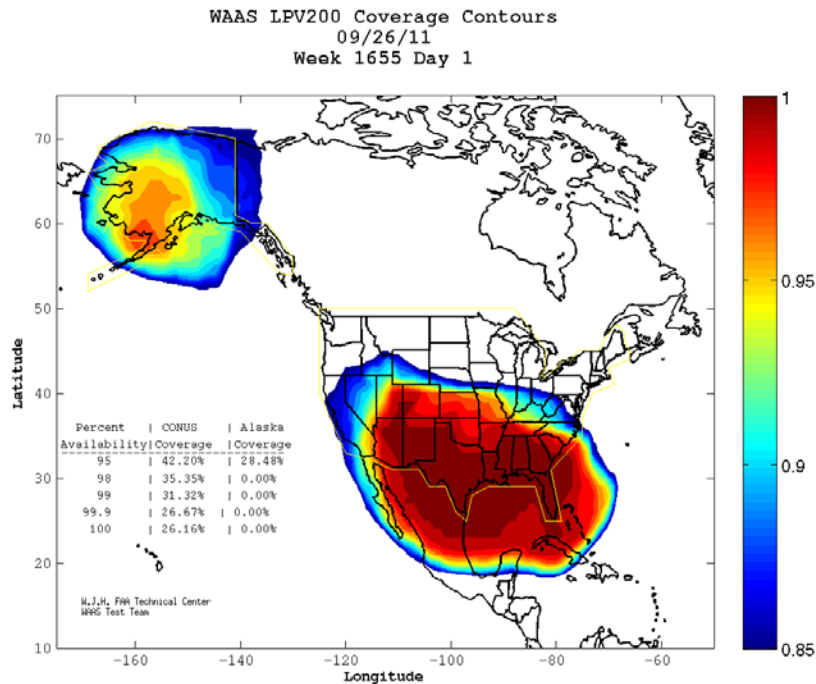 WAAS LPV200 Coverage Contours
09/26/11
Week 1655 Day 1
70
60
50
40
30
20
10
Latitude
-160
-140
-120
-100
-80
-60
Longitude
1
0.95
0.9
0.85
Percent | CONUS | Alaska
Availability|Coverage |Coverage
95 | 42.20% | 28.48%
98 | 35.35% | 0.00%
99 | 31.32% | 0.00%
99.9 | 26.67% | 0.00%
100 | 26.16% | 0.00%
W.J.H. FAA Technical Center
WAAS Test Team